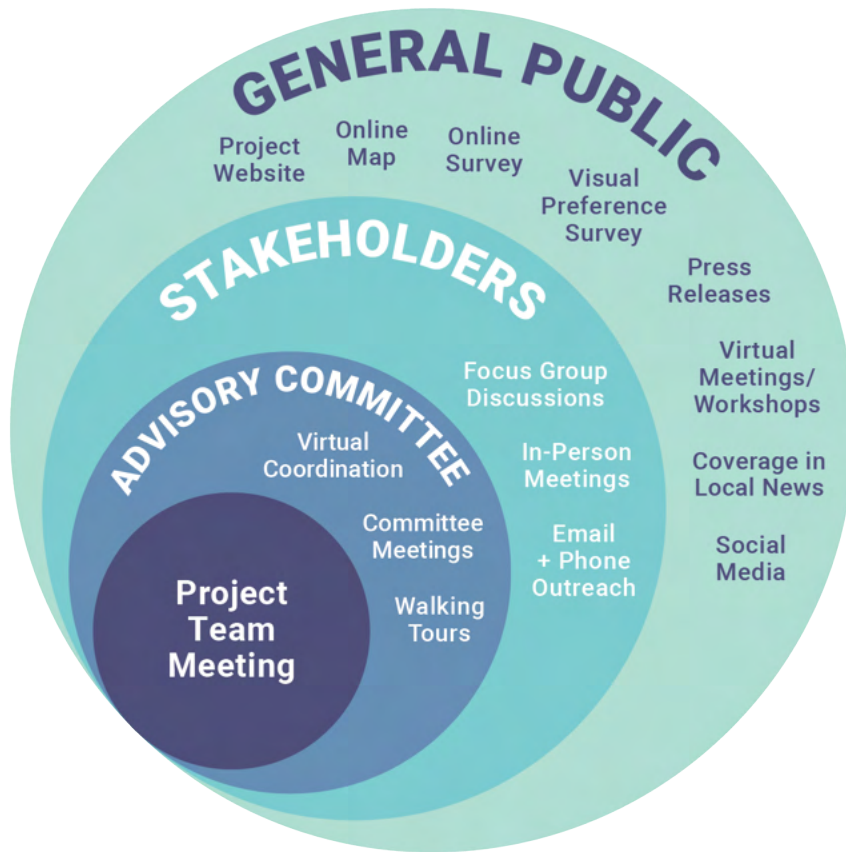 GENERAL PUBLIC
Project
Website
Online
Map
Online
Survey
Visual
Preference
Survey
Press
Releases
Virtual
Meetings/
Workshops
Coverage in
Local News
Social
Media
STAKEHOLDERS
Focus Group
Discussions
In-Person
Meetings
Email
+ Phone
Outreach
ADVISORY COMMITTEE
Virtual
Coordination
Committee
Meetings
Walking
Tours
Project
Team
Meeting